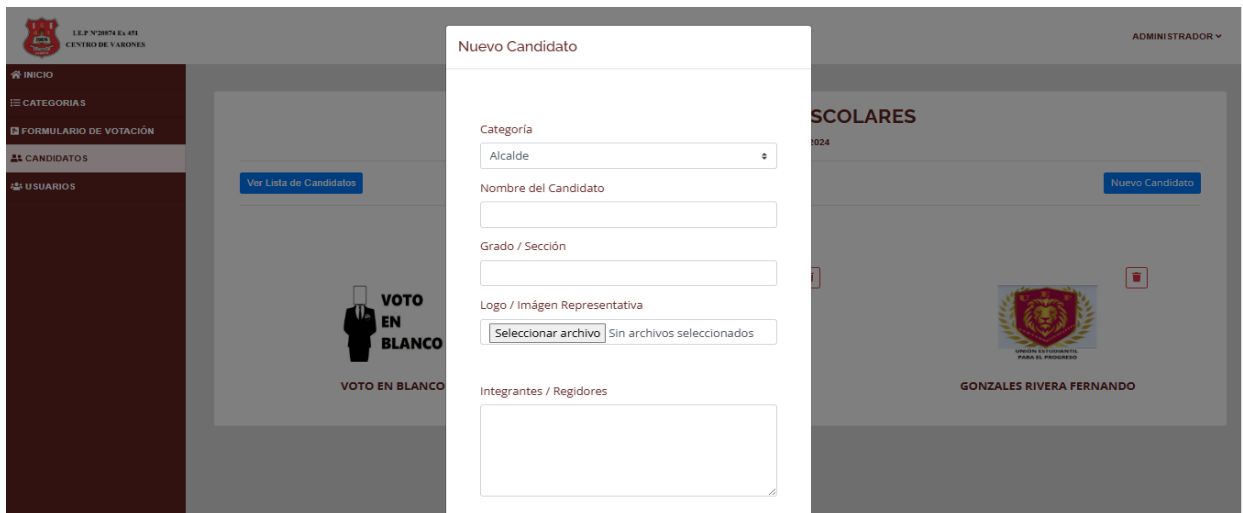 I.E.P N°20874 Ex 451
CENTRO DE VARONES
ADMINISTRADOR
INICIO
CATEGORIAS
FORMULARIO DE VOTACIÓN
CANDIDATOS
USUARIOS
SCOLARES
2024
Ver Lista de Candidatos
Nuevo Candidato
VOTO
EN
BLANCO
VOTO EN BLANCO
UNIÓN ESTUDIANTIL
PARA EL PROGRESO
GONZALES RIVERA FERNANDO
Nuevo Candidato
Categoría
Alcalde
Nombre del Candidato
Grado / Sección
Logo / Imágen Representativa
Seleccionar archivo Sin archivos seleccionados
Integrantes / Regidores